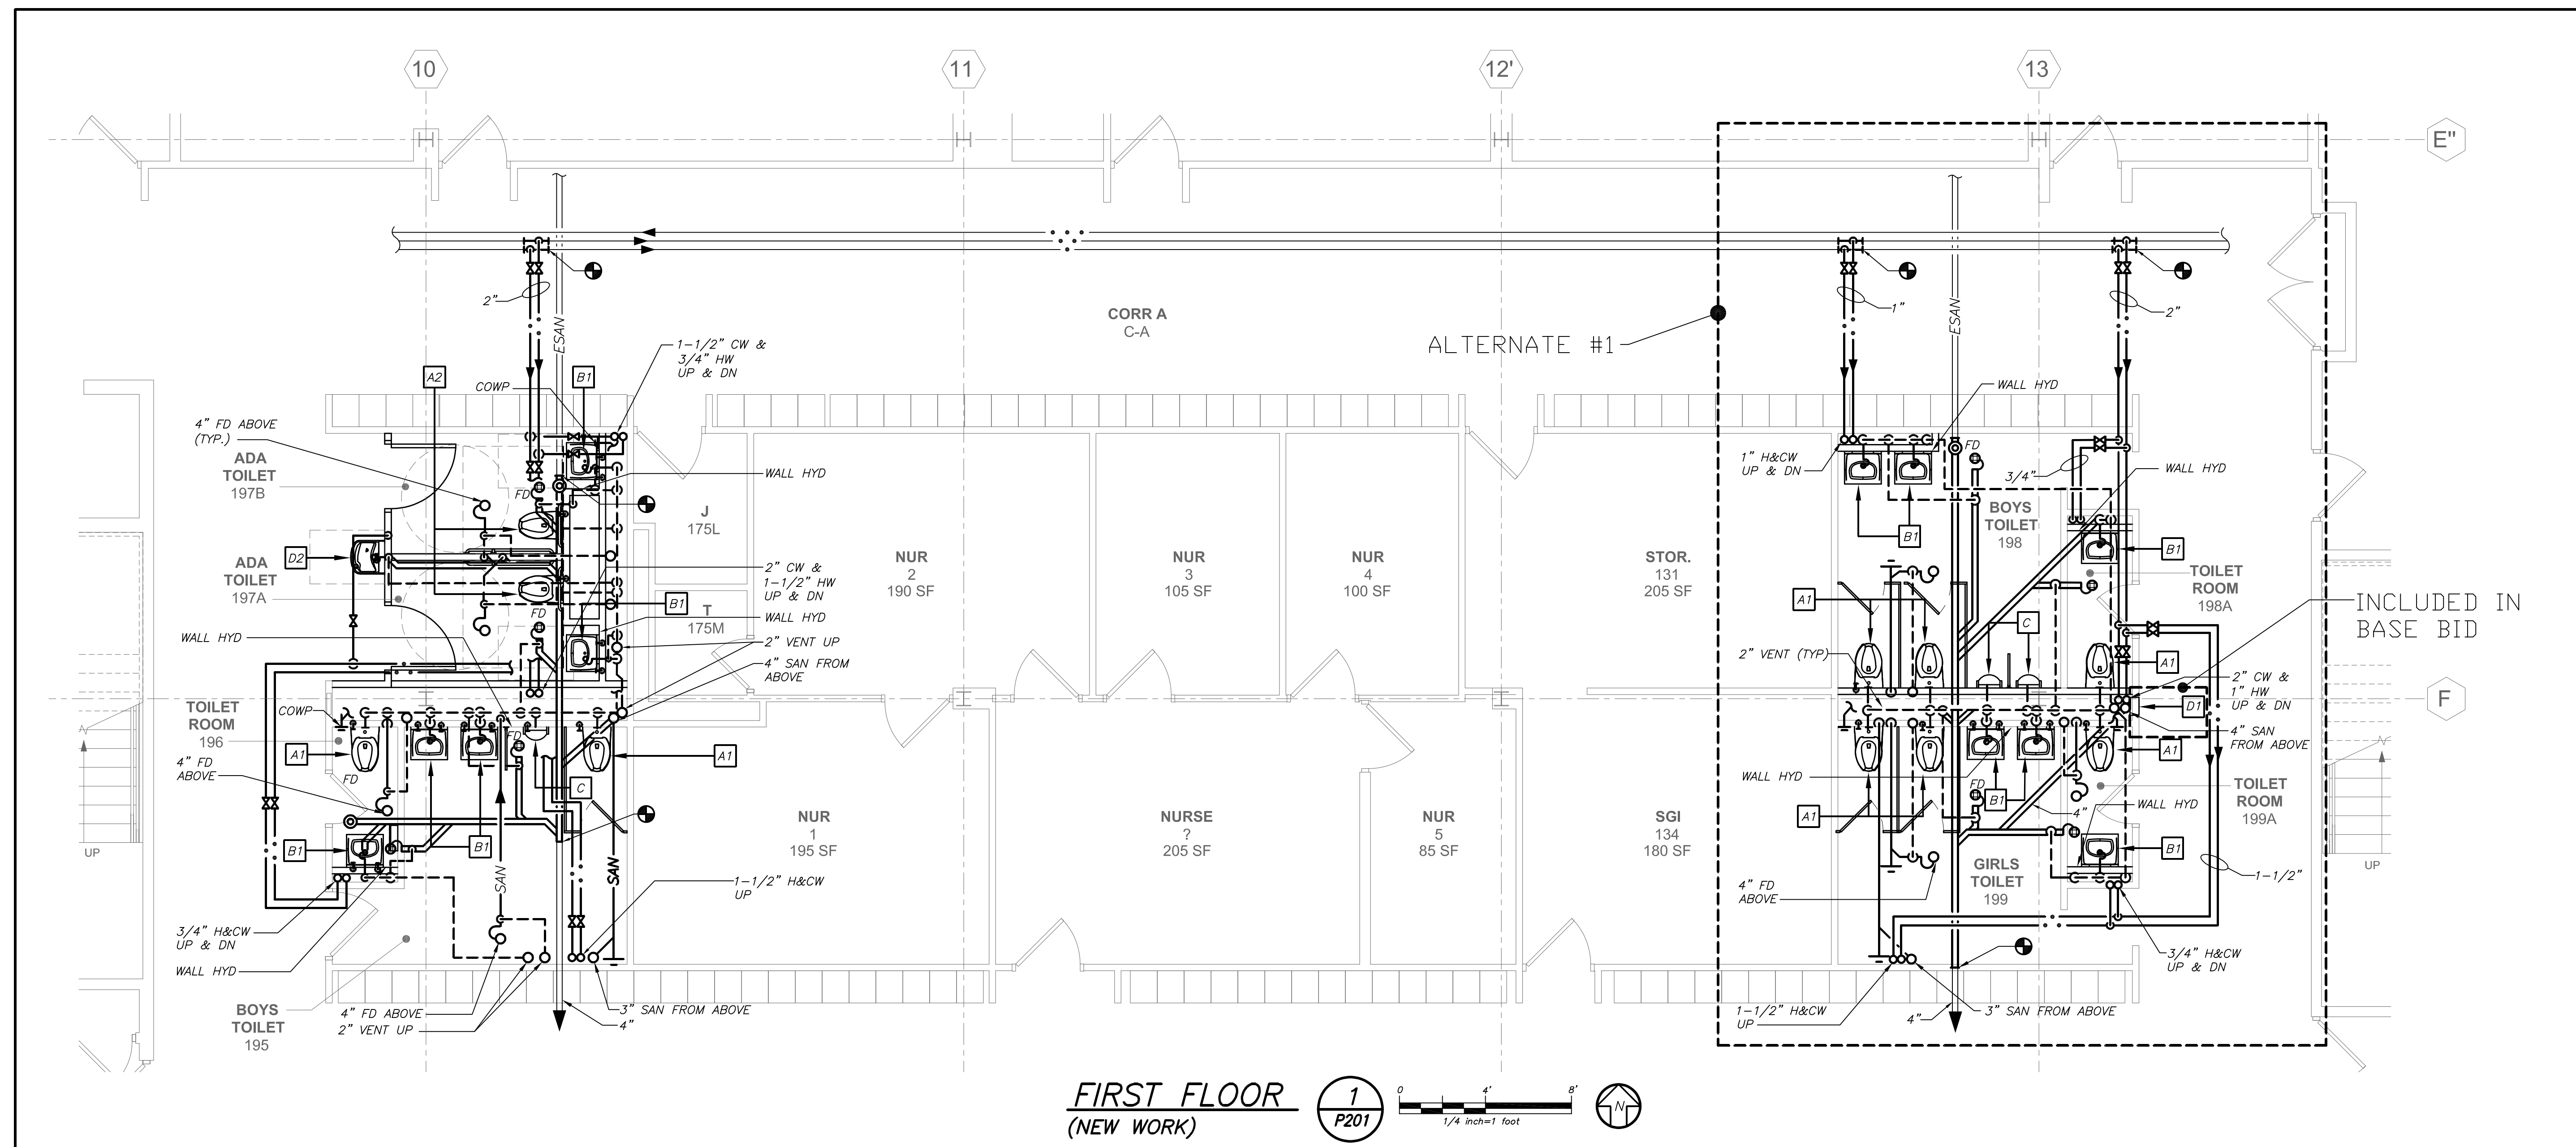 10
11
12'
13
E"
2"
ESAN
CORR A
C-A
ALTERNATE #1
1"
ESAN
2"
1-1/2" CW &
3/4" HW
UP & DN
A2
COWP
B1
4" FD ABOVE
(TYP.)
ADA
TOILET
197B
FD
WALL HYD
J
175L
D2
ADA
TOILET
197A
FD
2" CW &
1-1/2" HW
UP & DN
B1
T
175M
WALL HYD
WALL HYD
2" VENT UP
4" SAN FROM
ABOVE
NUR
2
190 SF
NUR
3
105 SF
NUR
4
100 SF
STOR.
131
205 SF
WALL HYD
1" H&CW
UP & DN
FD
3/4"
WALL HYD
BOYS
TOILET
198
B1
B1
TOILET
ROOM
198A
A1
C
INCLUDED IN
BASE BID
2" VENT (TYP)
A1
2" CW &
1" HW
UP & DN
D1
F
4" SAN
FROM ABOVE
TOILET
ROOM
196
COWP
A1
FD
FD
A1
4" FD
ABOVE
C
B1
B1
UP
SAN
SAN
NUR
1
195 SF
NURSE
?
205 SF
NUR
5
85 SF
SGI
134
180 SF
WALL HYD
A1
FD
B1
A1
4"
WALL HYD
TOILET
ROOM
199A
B1
UP
GIRLS
TOILET
199
4" FD
ABOVE
1-1/2"
1-1/2" H&CW
UP
3/4" H&CW
UP & DN
WALL HYD
3/4" H&CW
UP & DN
BOYS
TOILET
195
4" FD ABOVE
2" VENT UP
3" SAN FROM ABOVE
4"
1-1/2" H&CW
UP
4"
3" SAN FROM ABOVE
FIRST FLOOR
(NEW WORK)
1
P201
0 4' 8'
1/4 inch=1 foot
N